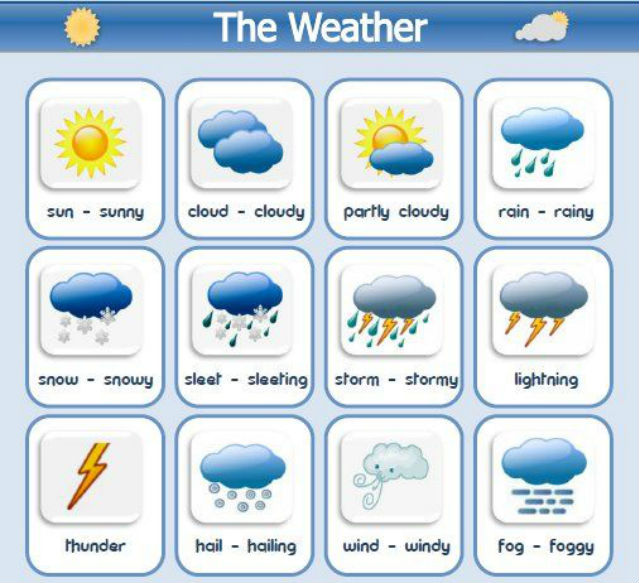 The Weather
sun - sunny
cloud - cloudy
partly cloudy
rain - rainy
snow - snowy
sleet - sleeting
storm - stormy
lightning
thunder
hail - hailing
wind - windy
fog - foggy